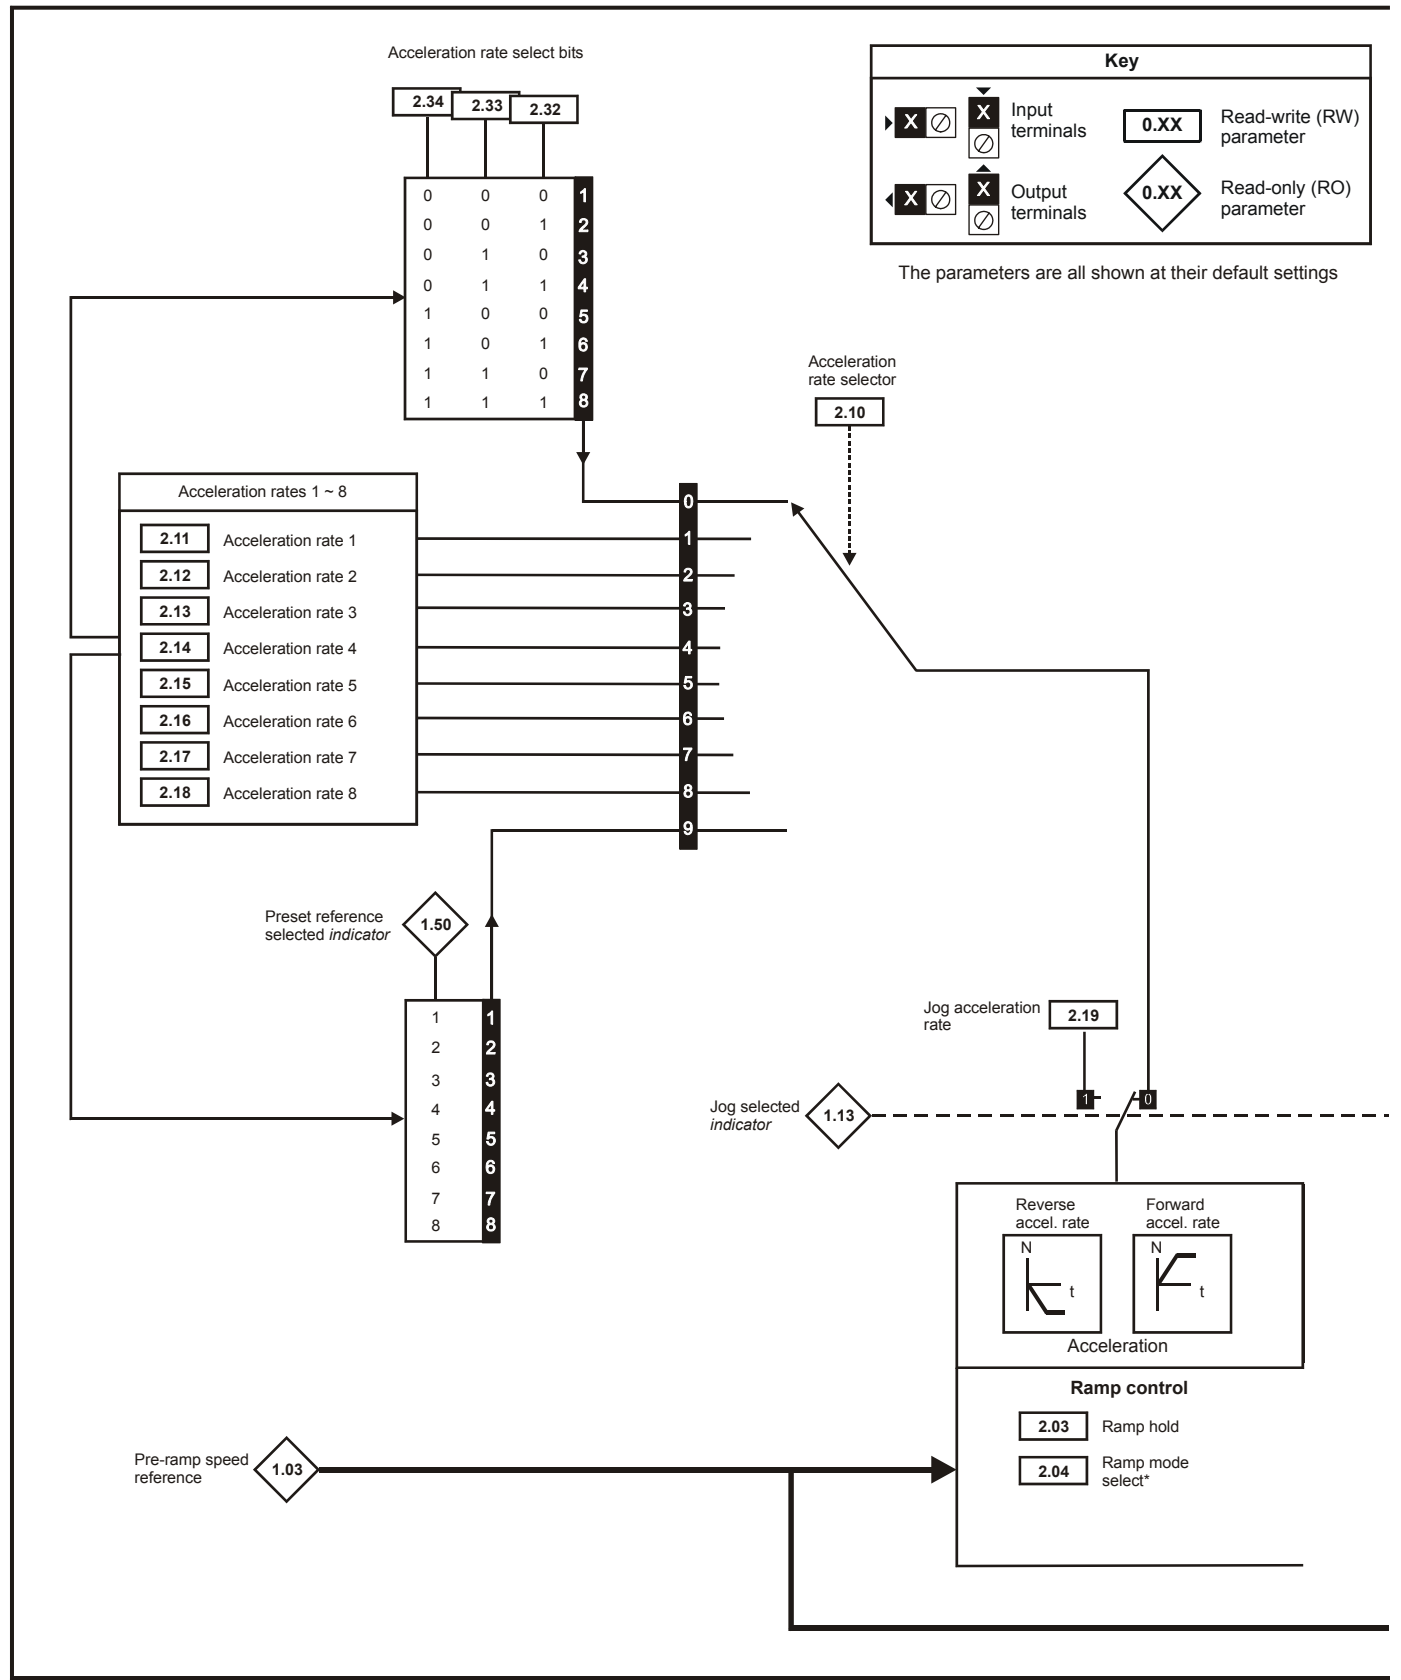 Acceleration rate select bits
2.34 2.33 2.32
0 0 0 1
0 0 1 2
0 1 0 3
0 1 1 4
1 0 0 5
1 0 1 6
1 1 0 7
1 1 1 8
Key
X X Input
terminals
0.XX Read-write (RW)
parameter
X X Output
terminals
0.XX Read-only (RO)
parameter
The parameters are all shown at their default settings
Acceleration
rate selector
2.10
Acceleration rates 1 ~ 8
2.11 Acceleration rate 1
2.12 Acceleration rate 2
2.13 Acceleration rate 3
2.14 Acceleration rate 4
2.15 Acceleration rate 5
2.16 Acceleration rate 6
2.17 Acceleration rate 7
2.18 Acceleration rate 8
0
1
2
3
4
5
6
7
8
9
Preset reference
selected indicator
1.50
1 1
2 2
3 3
4 4
5 5
6 6
7 7
8 8
Jog acceleration
rate
2.19
1 0
Jog selected
indicator
1.13
Reverse
accel. rate
N
t
Forward
accel. rate
N
t
Acceleration
Ramp control
2.03 Ramp hold
2.04 Ramp mode
select*
Pre-ramp speed
reference
1.03